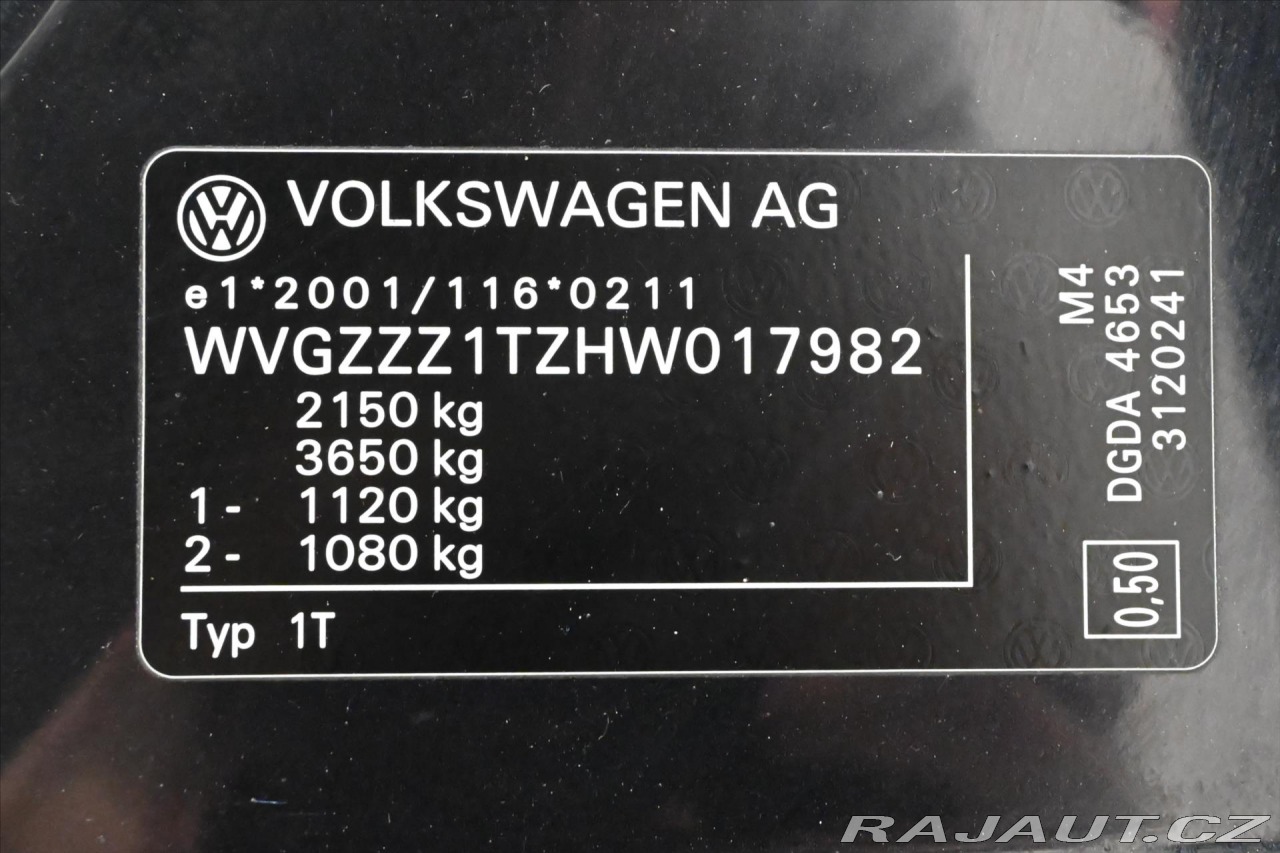 VOLKSWAGEN AG
e1*2001/116*0211
WVGZZZ1TZHW017982
2150 kg
3650 kg
1- 1120 kg
2- 1080 kg
Typ 1T
M4
DGDA 4653
3120241
0,50
RAJAUT.CZ